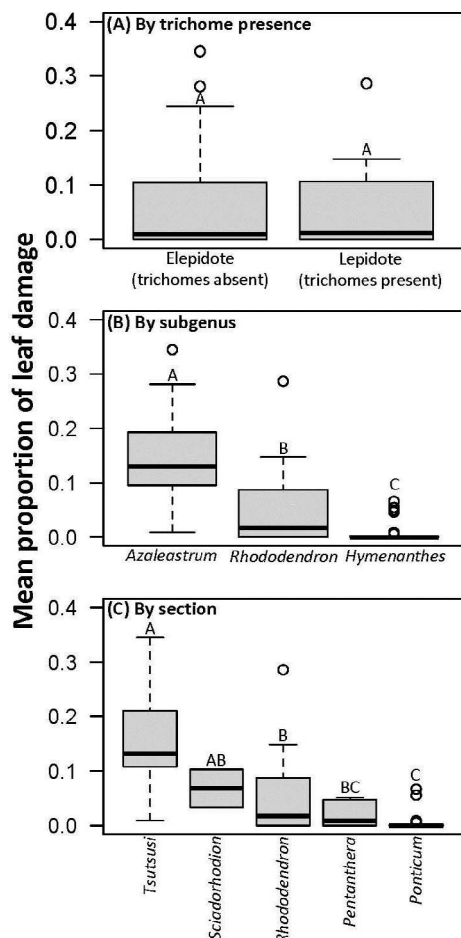 Mean proportion of leaf damage
(A) By trichome presence
0.4
0.3
0.2
0.1
0.0
A
A
Elepidote
(trichomes absent)
Lepidote
(trichomes present)
(B) By subgenus
0.4
0.3
0.2
0.1
0.0
A
B
C
Azaleastrum
Rhododendron
Hymenanthes
(C) By section
0.4
0.3
0.2
0.1
0.0
A
AB
B
BC
C
Tsutsusi
Sciadorhodion
Rhododendron
Pentanthera
Ponticum